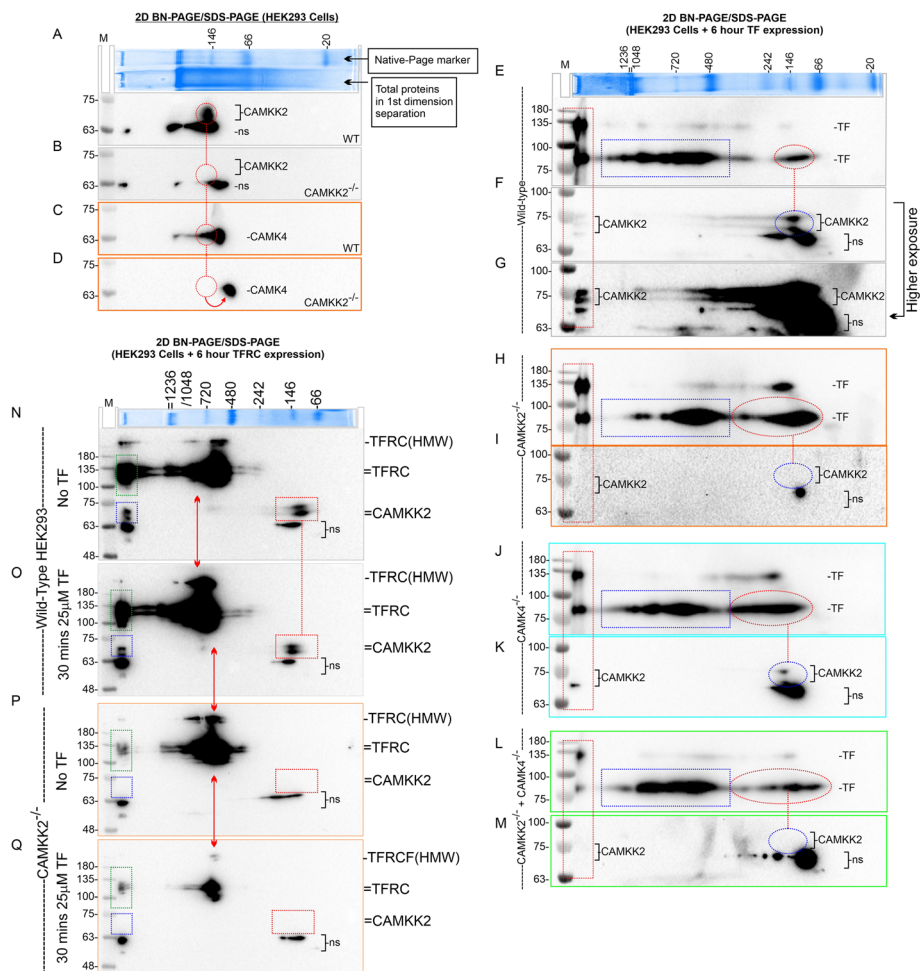 2D BN-PAGE/SDS-PAGE (HEK293 Cells)
A
M
-146
-66
-20
Native-Page marker
Total proteins in 1st dimension separation
75-
63-
CAMKK2
-ns
WT
B
75-
63-
CAMKK2
-ns
CAMKK2-/-
C
75-
63-
-CAMK4
WT
D
75-
63-
-CAMK4
CAMKK2-/-
2D BN-PAGE/SDS-PAGE
(HEK293 Cells + 6 hour TF expression)
E
M
1236
=1048
-720
-480
-242
-146
-66
-20
180-
135-
100-
75-
-TF
-TF
Wild-type
F
100-
75-
63-
CAMKK2
CAMKK2
ns
G
100-
75-
63-
CAMKK2
CAMKK2
ns
Higher exposure
H
180-
135-
100-
75-
-TF
-TF
CAMKK2-/-
I
100-
75-
63-
CAMKK2
CAMKK2
ns
J
180-
135-
100-
75-
-TF
-TF
CAMK4-/-
K
100-
75-
63-
CAMKK2
CAMKK2
ns
L
180-
135-
100-
75-
-TF
-TF
CAMKK2-/- + CAMK4-/-
M
100-
75-
63-
CAMKK2
CAMKK2
ns
2D BN-PAGE/SDS-PAGE
(HEK293 Cells + 6 hour TFRC expression)
N
M
=1236
/1048
-720
-480
-242
-146
-66
Wild-Type HEK293
No TF
180-
135-
100-
75-
63-
48-
-TFRC(HMW)
=TFRC
=CAMKK2
ns
O
30 mins 25µM TF
180-
135-
100-
75-
63-
48-
-TFRC(HMW)
=TFRC
=CAMKK2
ns
P
CAMKK2-/-
No TF
180-
135-
100-
75-
63-
48-
-TFRC(HMW)
=TFRC
=CAMKK2
ns
Q
30 mins 25µM TF
180-
135-
100-
75-
63-
48-
-TFRCF(HMW)
=TFRC
=CAMKK2
ns